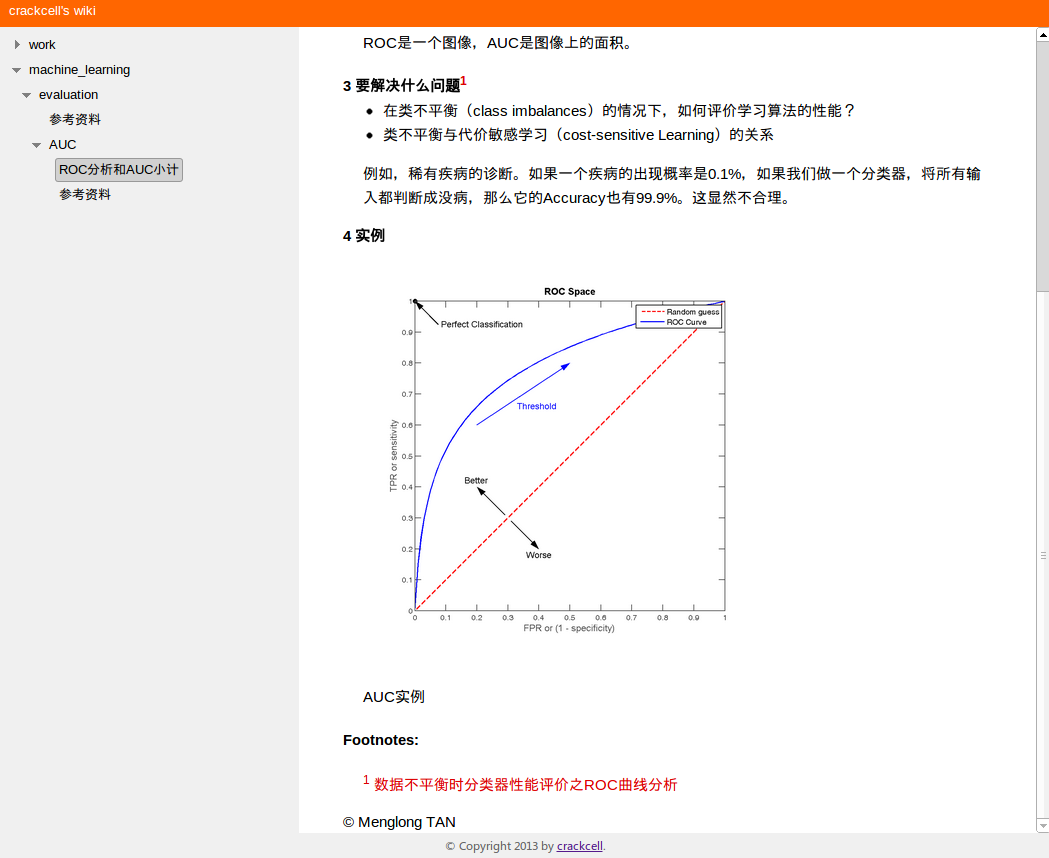 crackcell's wiki
work
machine_learning
evaluation
参考资料
AUC
ROC分析和AUC小计
参考资料
ROC是一个图像，AUC是图像上的面积。
3 要解决什么问题1
在类不平衡（class imbalances）的情况下，如何评价学习算法的性能？
类不平衡与代价敏感学习（cost-sensitive Learning）的关系
例如，稀有疾病的诊断。如果一个疾病的出现概率是0.1%，如果我们做一个分类器，将所有输
入都判断成没病，那么它的Accuracy也有99.9%。这显然不合理。
4 实例
ROC Space
Random guess
ROC Curve
Perfect Classification
Threshold
Better
Worse
TPR or sensitivity
1
0.9
0.8
0.7
0.6
0.5
0.4
0.3
0.2
0.1
0
0 0.1 0.2 0.3 0.4 0.5 0.6 0.7 0.8 0.9 1
FPR or (1 - specificity)
AUC实例
Footnotes:
1 数据不平衡时分类器性能评价之ROC曲线分析
© Menglong TAN
© Copyright 2013 by crackcell.